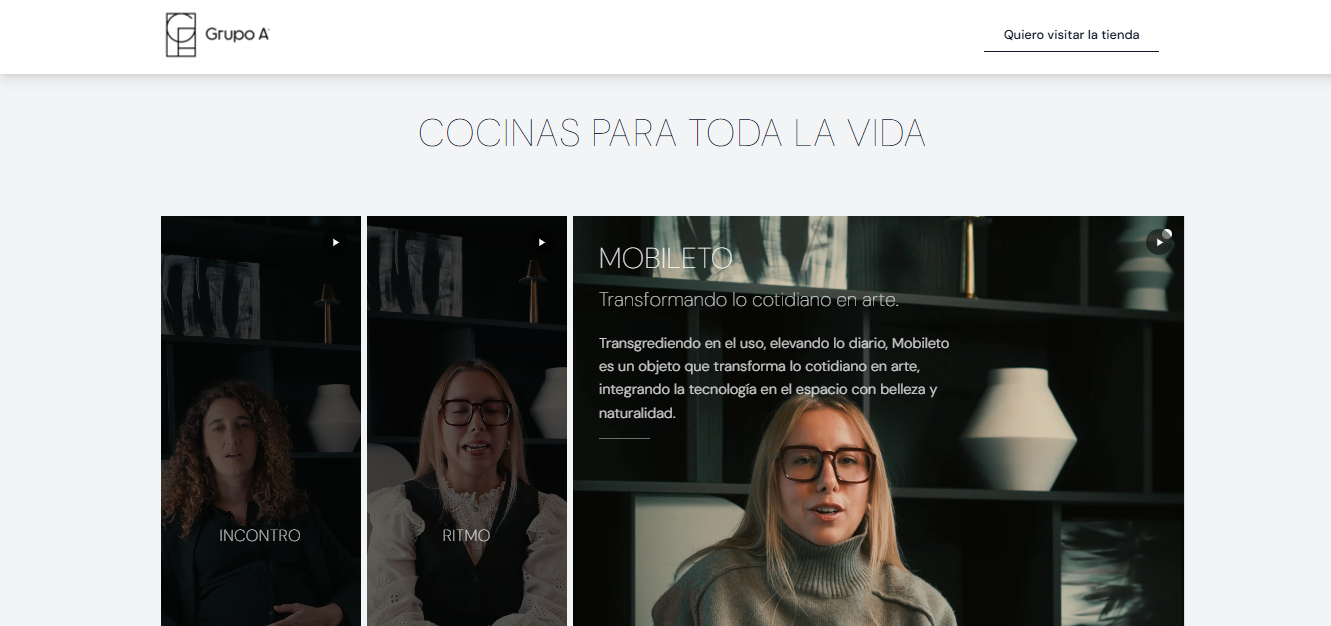 Grupo A
Quiero visitar la tienda
COCINAS PARA TODA LA VIDA
INCONTRO
RITMO
MOBILETO
Transformando lo cotidiano en arte.
Transgrediendo en el uso, elevando lo diario, Mobileto
es un objeto que transforma lo cotidiano en arte,
integrando la tecnología en el espacio con belleza y
naturalidad.